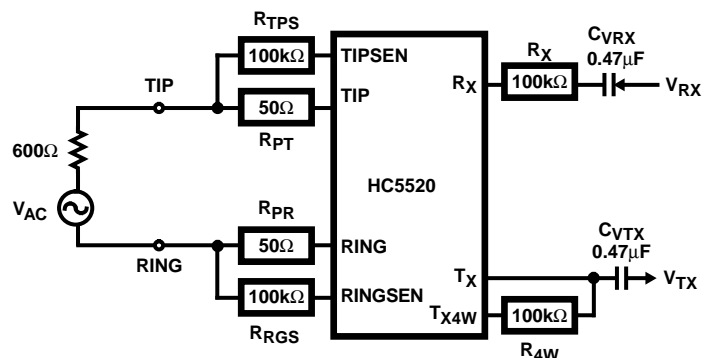 RTPS
100kΩ
TIPSEN
TIP
50Ω
TIP
RPT
600Ω
VAC
HC5520
RPR
50Ω
RING
RING
100kΩ
RINGSEN
RRGS
CVRX
RX
0.47µF
RX
100kΩ
VRX
CVTX
0.47µF
TX
VTX
TX4W
100kΩ
R4W